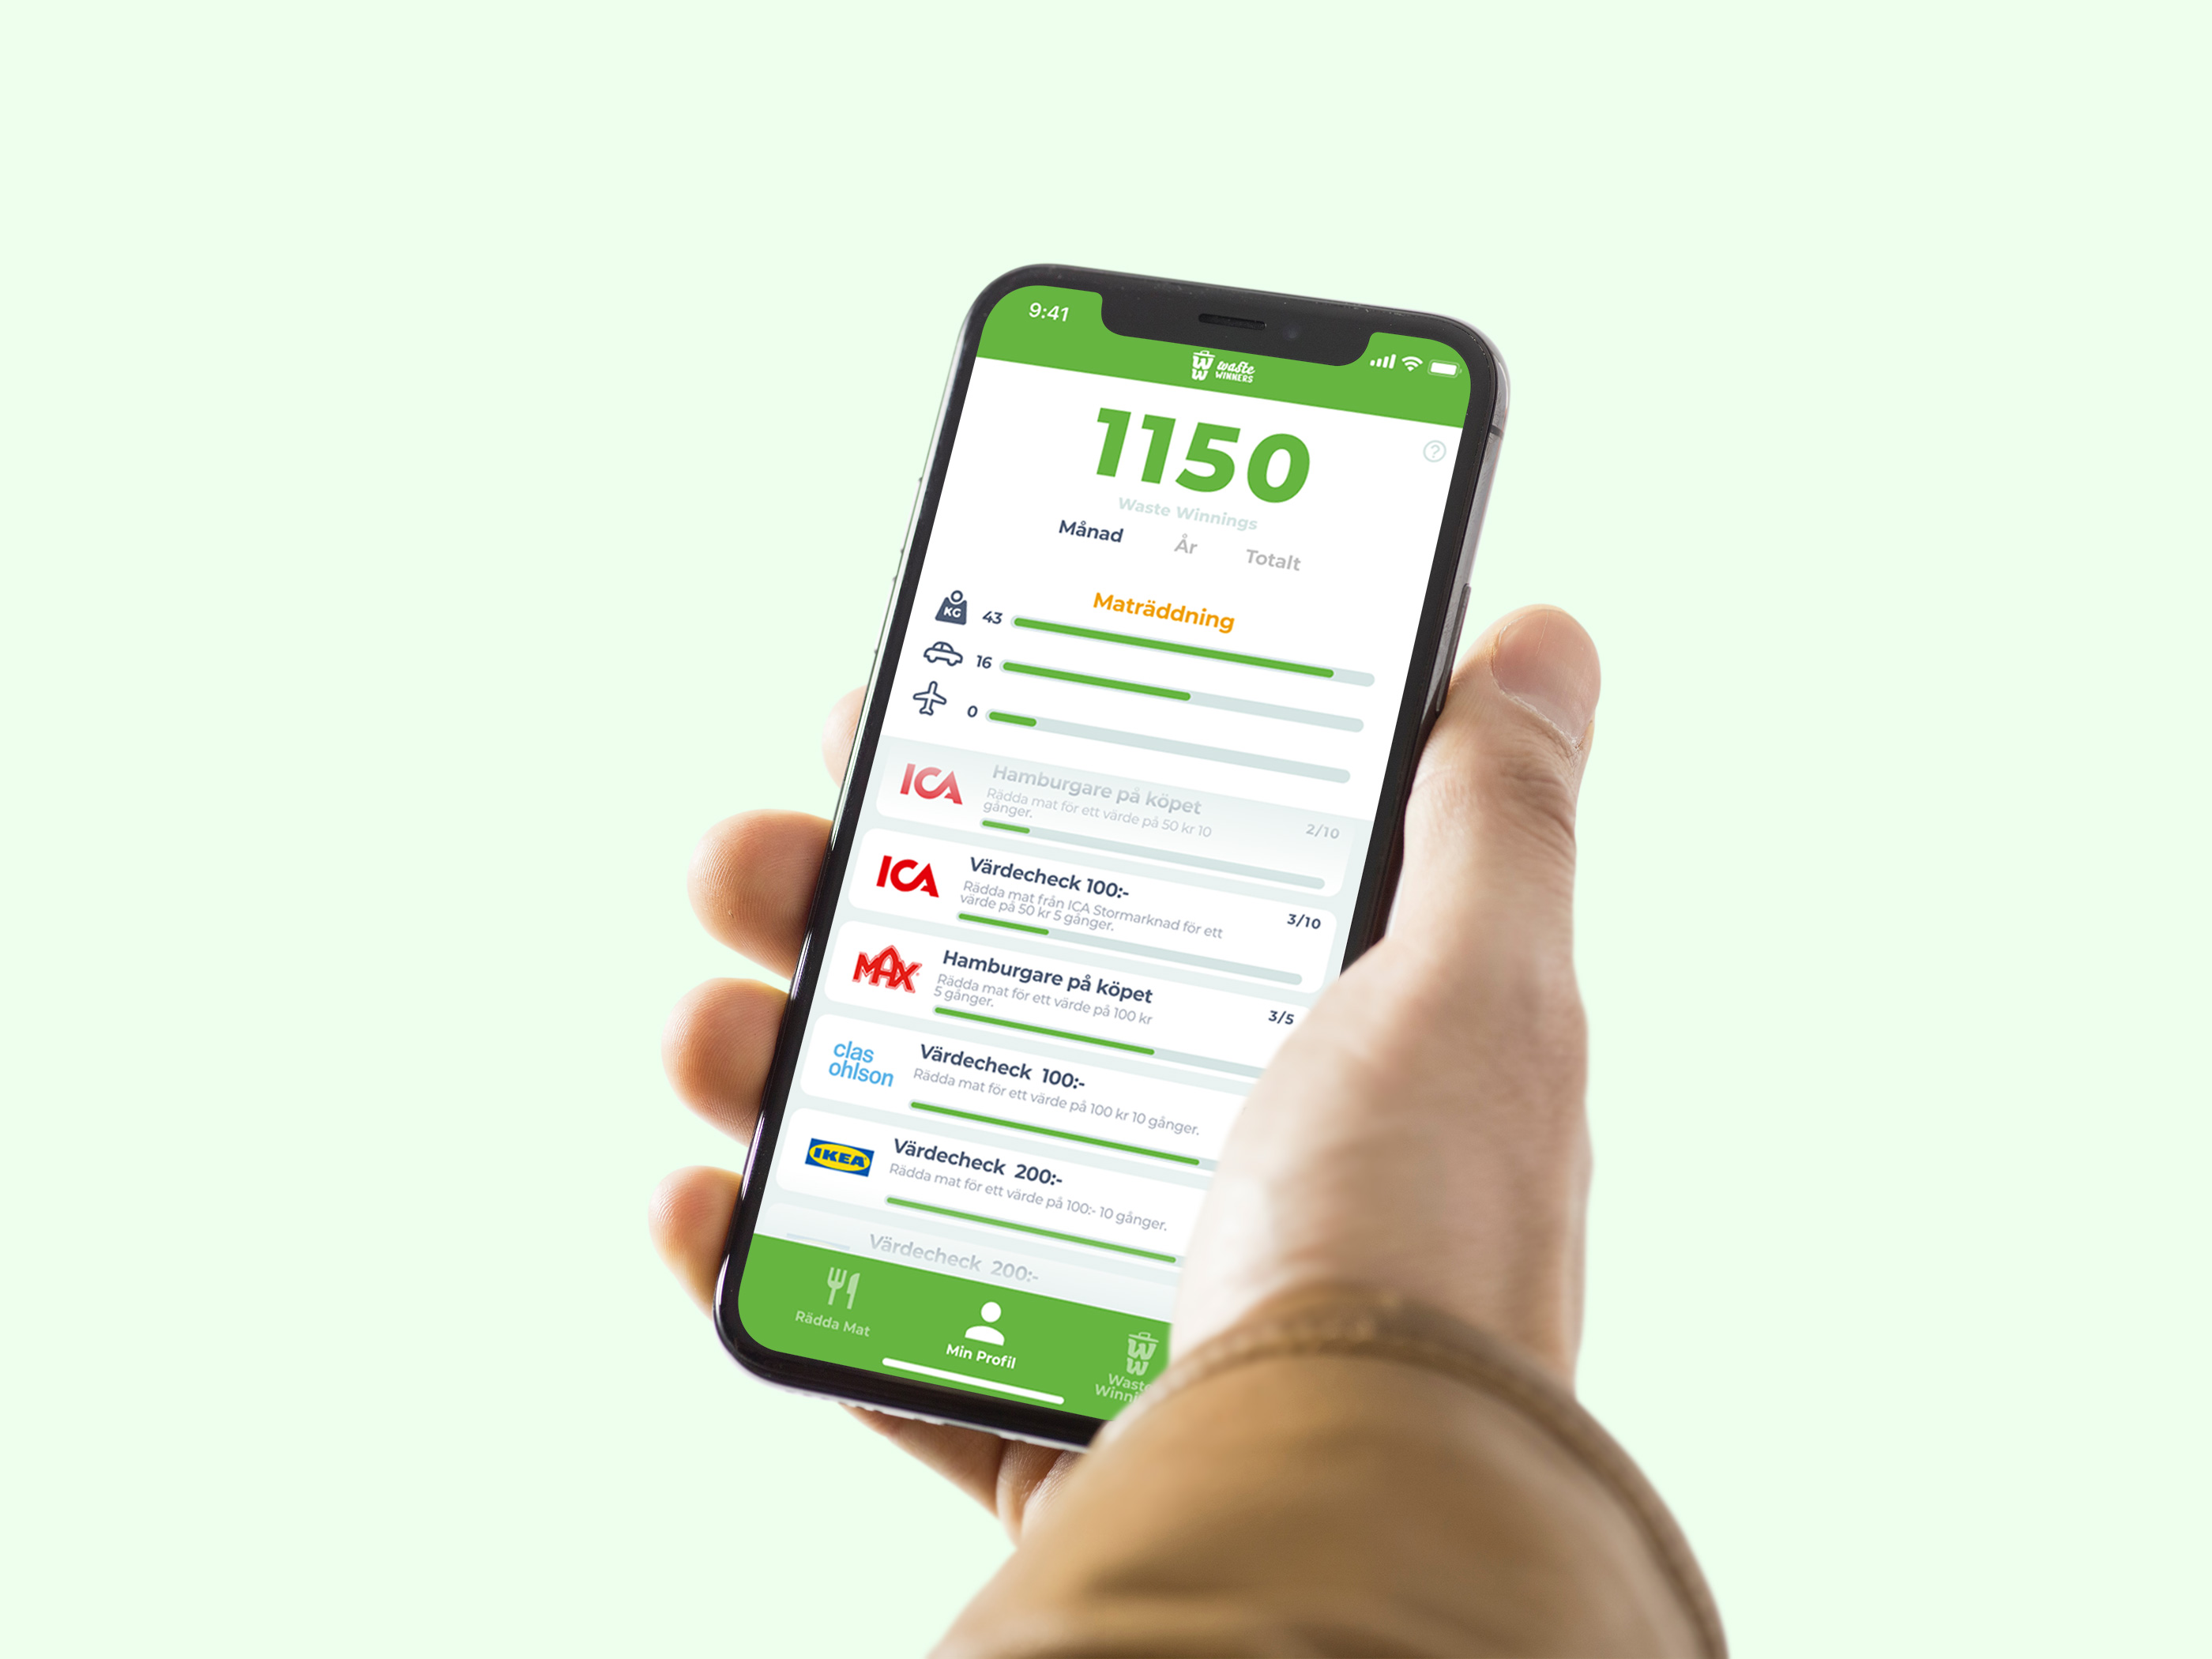 9:41
W W waste WINNERS
1150
?
Waste Winnings
Månad År Totalt
Maträddning
KG 43
16
0
ICA Hamburgare på köpet
Rädda mat för ett värde på 50 kr 10
gånger.
2/10
ICA Värdecheck 100:-
Rädda mat från ICA Stormarknad för ett
värde på 50 kr 5 gånger.
3/10
MAX Hamburgare på köpet
Rädda mat för ett värde på 100 kr
5 gånger.
3/5
clas
ohlson
Värdecheck 100:-
Rädda mat för ett värde på 100 kr 10 gånger.
IKEA Värdecheck 200:-
Rädda mat för ett värde på 100:- 10 gånger.
Värdecheck 200:-
Rädda Mat
Min Profil
W
W